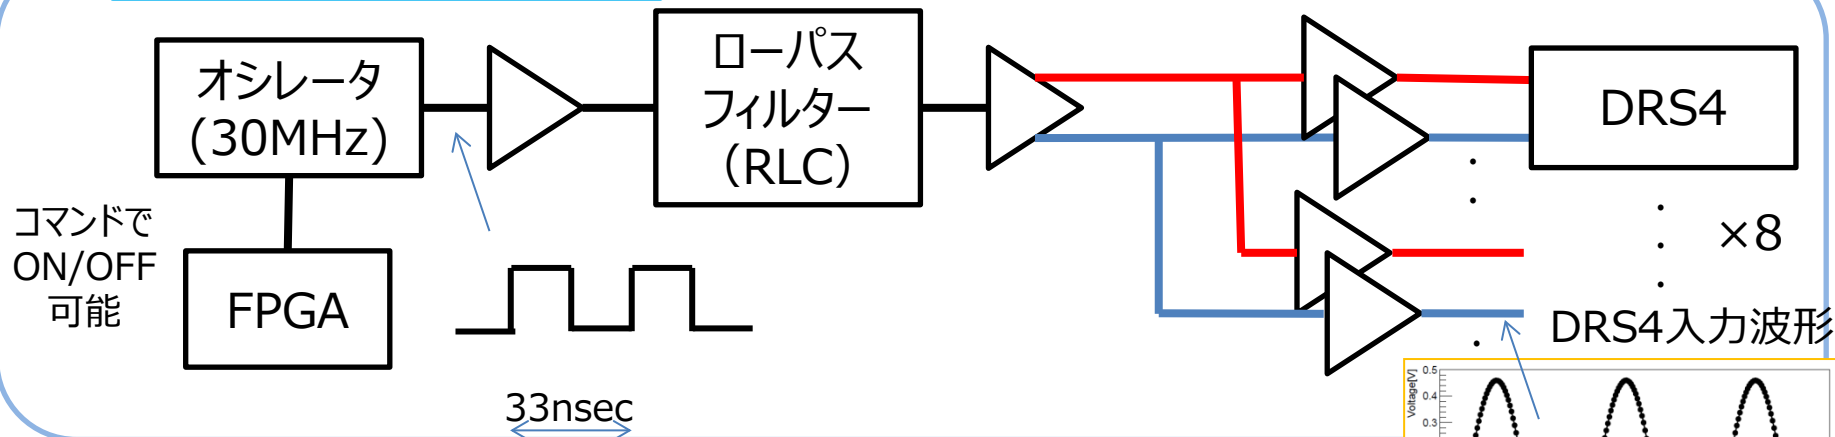 オシレータ
(30MHz)
ローパス
フィルター
(RLC)
DRS4
コマンドで
ON/OFF
可能
FPGA
×8
33nsec
DRS4入力波形
Voltage[V]
0.5
0.4
0.3